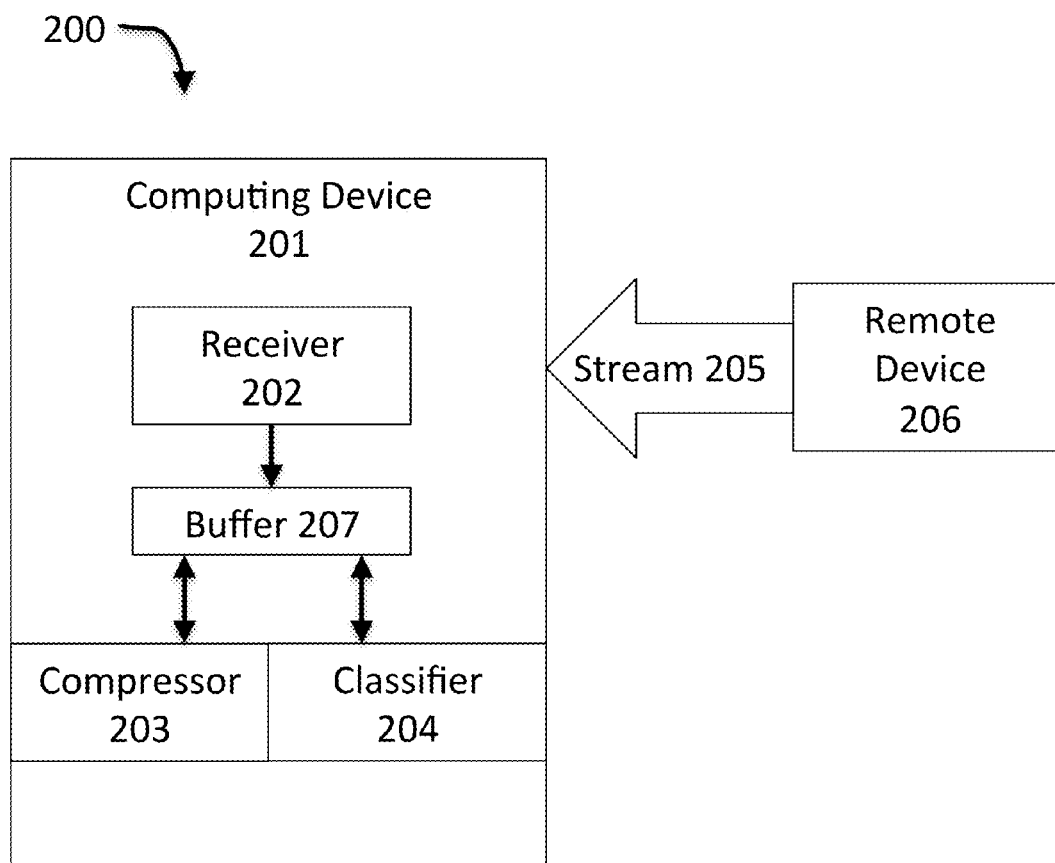 200
Computing Device
201
Receiver
202
Stream 205
Remote
Device
206
Buffer 207
Compressor
203
Classifier
204